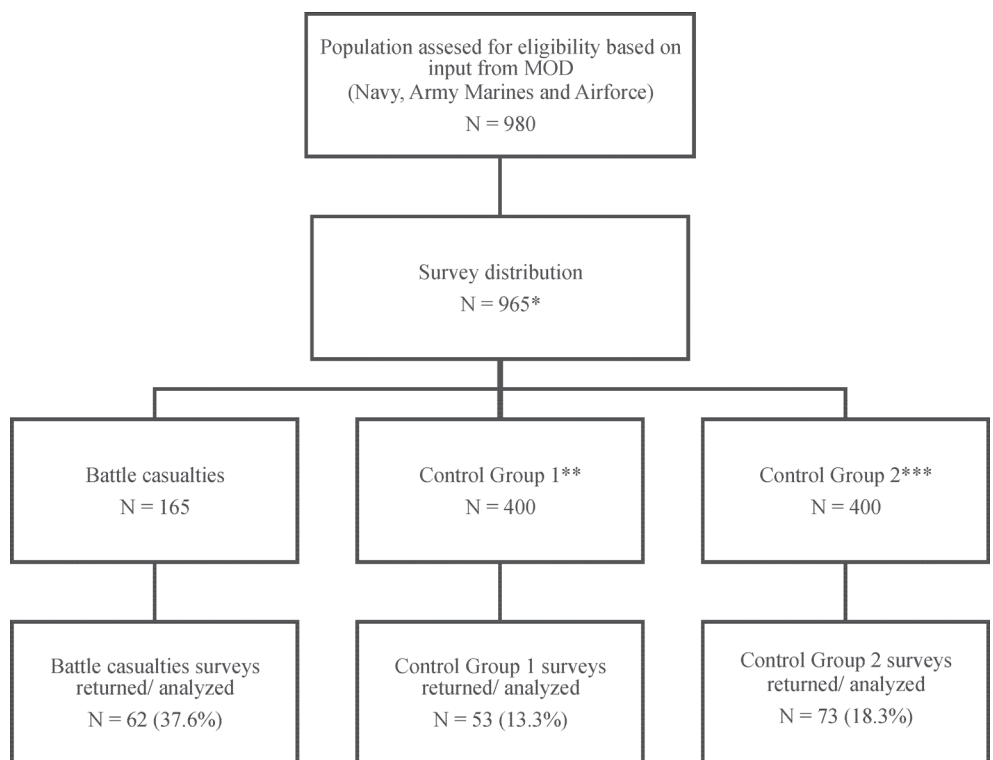 Population assesed for eligibility based on
input from MOD
(Navy, Army Marines and Airforce)
N = 980
Survey distribution
N = 965*
Battle casualties
N = 165
Control Group 1**
N = 400
Control Group 2***
N = 400
Battle casualties surveys
returned/ analyzed
N = 62 (37.6%)
Control Group 1 surveys
returned/ analyzed
N = 53 (13.3%)
Control Group 2 surveys
returned/ analyzed
N = 73 (18.3%)